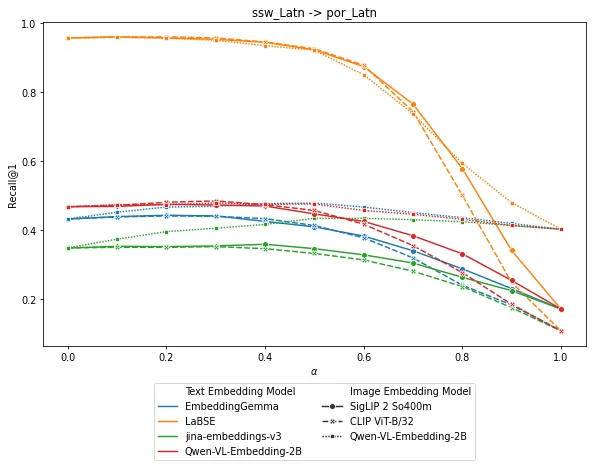 ssw_Latn -> por_Latn
Recall@1
1.0
0.8
0.6
0.4
0.2
0.0 0.2 0.4 0.6 0.8 1.0
α
Text Embedding Model Image Embedding Model
EmbeddingGemma SigLIP 2 So400m
LaBSE CLIP ViT-B/32
jina-embeddings-v3 Qwen-VL-Embedding-2B
Qwen-VL-Embedding-2B